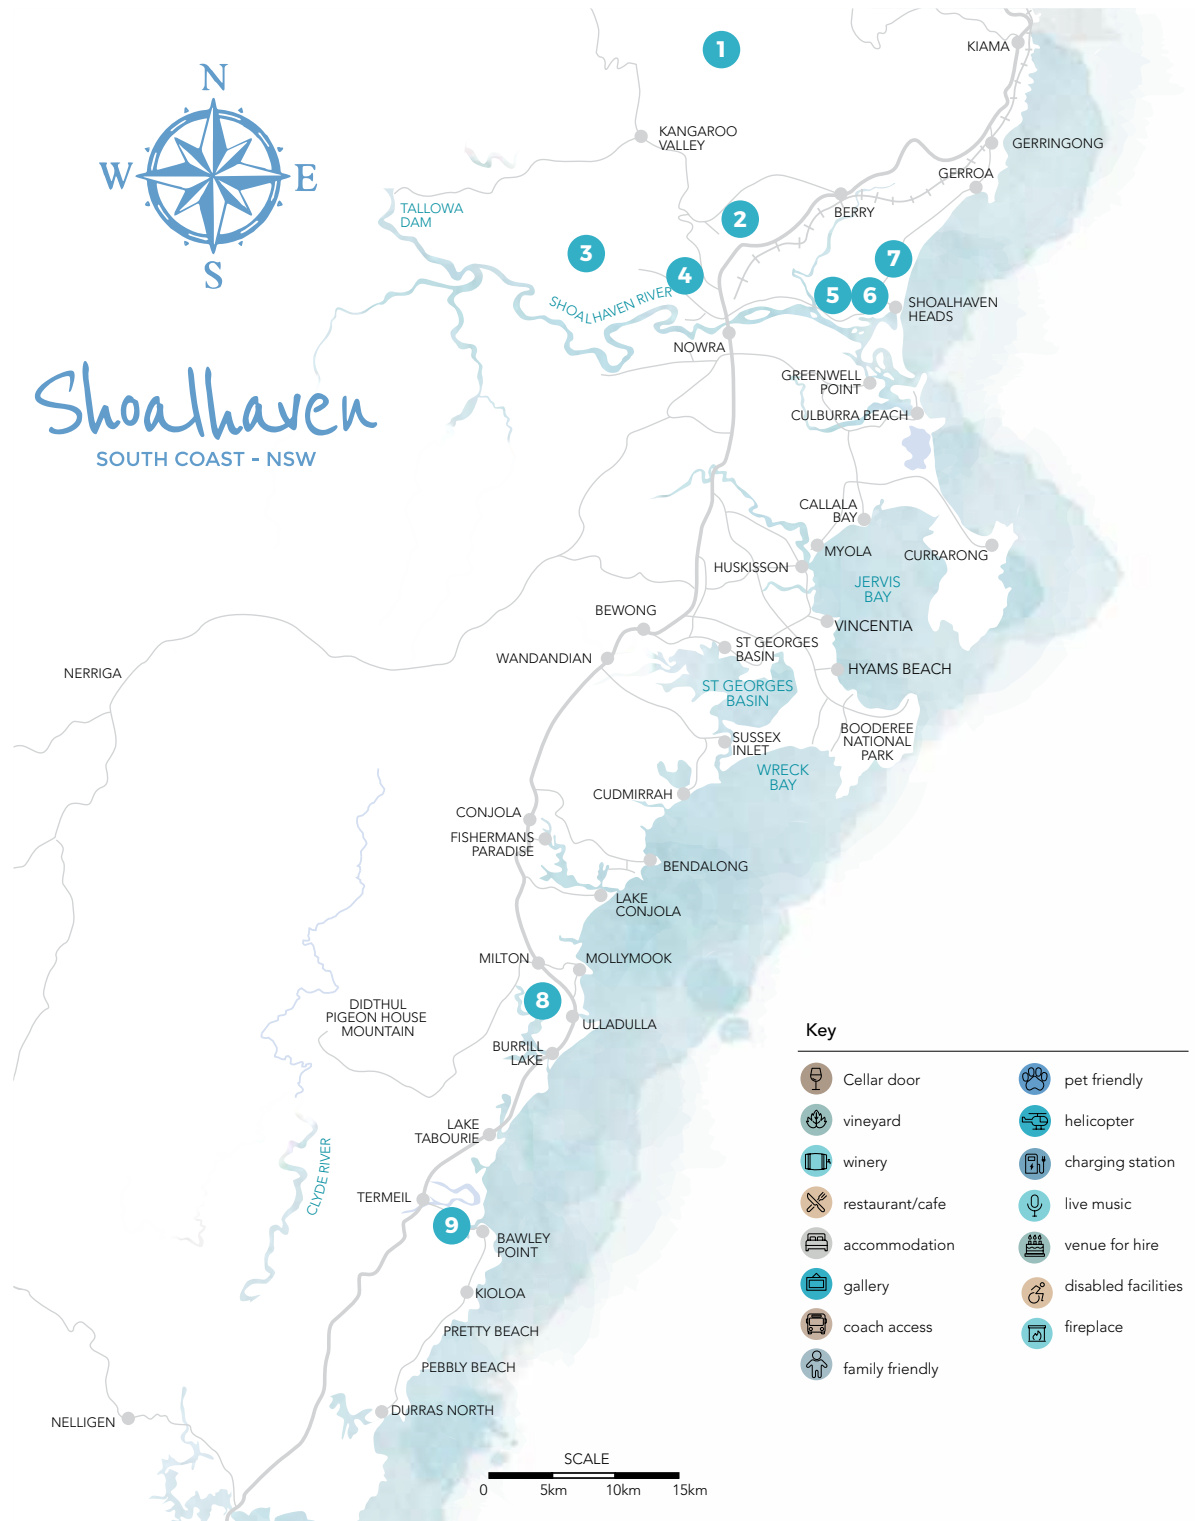 N
W
E
S
Shoalhaven
SOUTH COAST - NSW
1
KIAMA
KANGAROO
VALLEY
GERRINGONG
GERROA
TALLOWA
DAM
BERRY
2
3
4
7
SHOALHAVEN RIVER
5
6
SHOALHAVEN
HEADS
NOWRA
GREENWELL
POINT
CULBURRA BEACH
CALLALA
BAY
MYOLA
CURRARONG
HUSKISSON
JERVIS
BAY
BEWONG
VINCENTIA
WANDANDIAN
ST GEORGES
BASIN
NERRIGA
HYAMS BEACH
ST GEORGES
BASIN
BOODEREE
NATIONAL
PARK
SUSSEX
INLET
WRECK
BAY
CUDMIRRAH
CONJOLA
FISHERMANS
PARADISE
BENDALONG
LAKE
CONJOLA
MILTON
MOLLYMOOK
8
DIDTHUL
PIGEON HOUSE
MOUNTAIN
ULLADULLA
BURRILL
LAKE
LAKE
TABOURIE
CLYDE RIVER
TERMEIL
9
BAWLEY
POINT
KIOLOA
PRETTY BEACH
PEBBLY BEACH
DURRAS NORTH
NELLIGEN
Key
Cellar door
vineyard
winery
restaurant/cafe
accommodation
gallery
coach access
family friendly
pet friendly
helicopter
charging station
live music
venue for hire
disabled facilities
fireplace
SCALE
0 5km 10km 15km